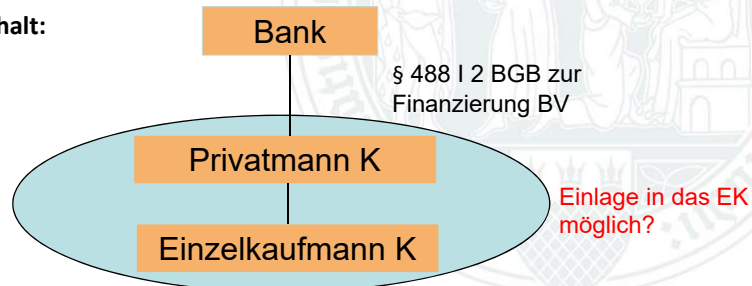 halt:
Bank
§ 488 I 2 BGB zur
Finanzierung BV
Privatmann K
Einlage in das EK
möglich?
Einzelkaufmann K